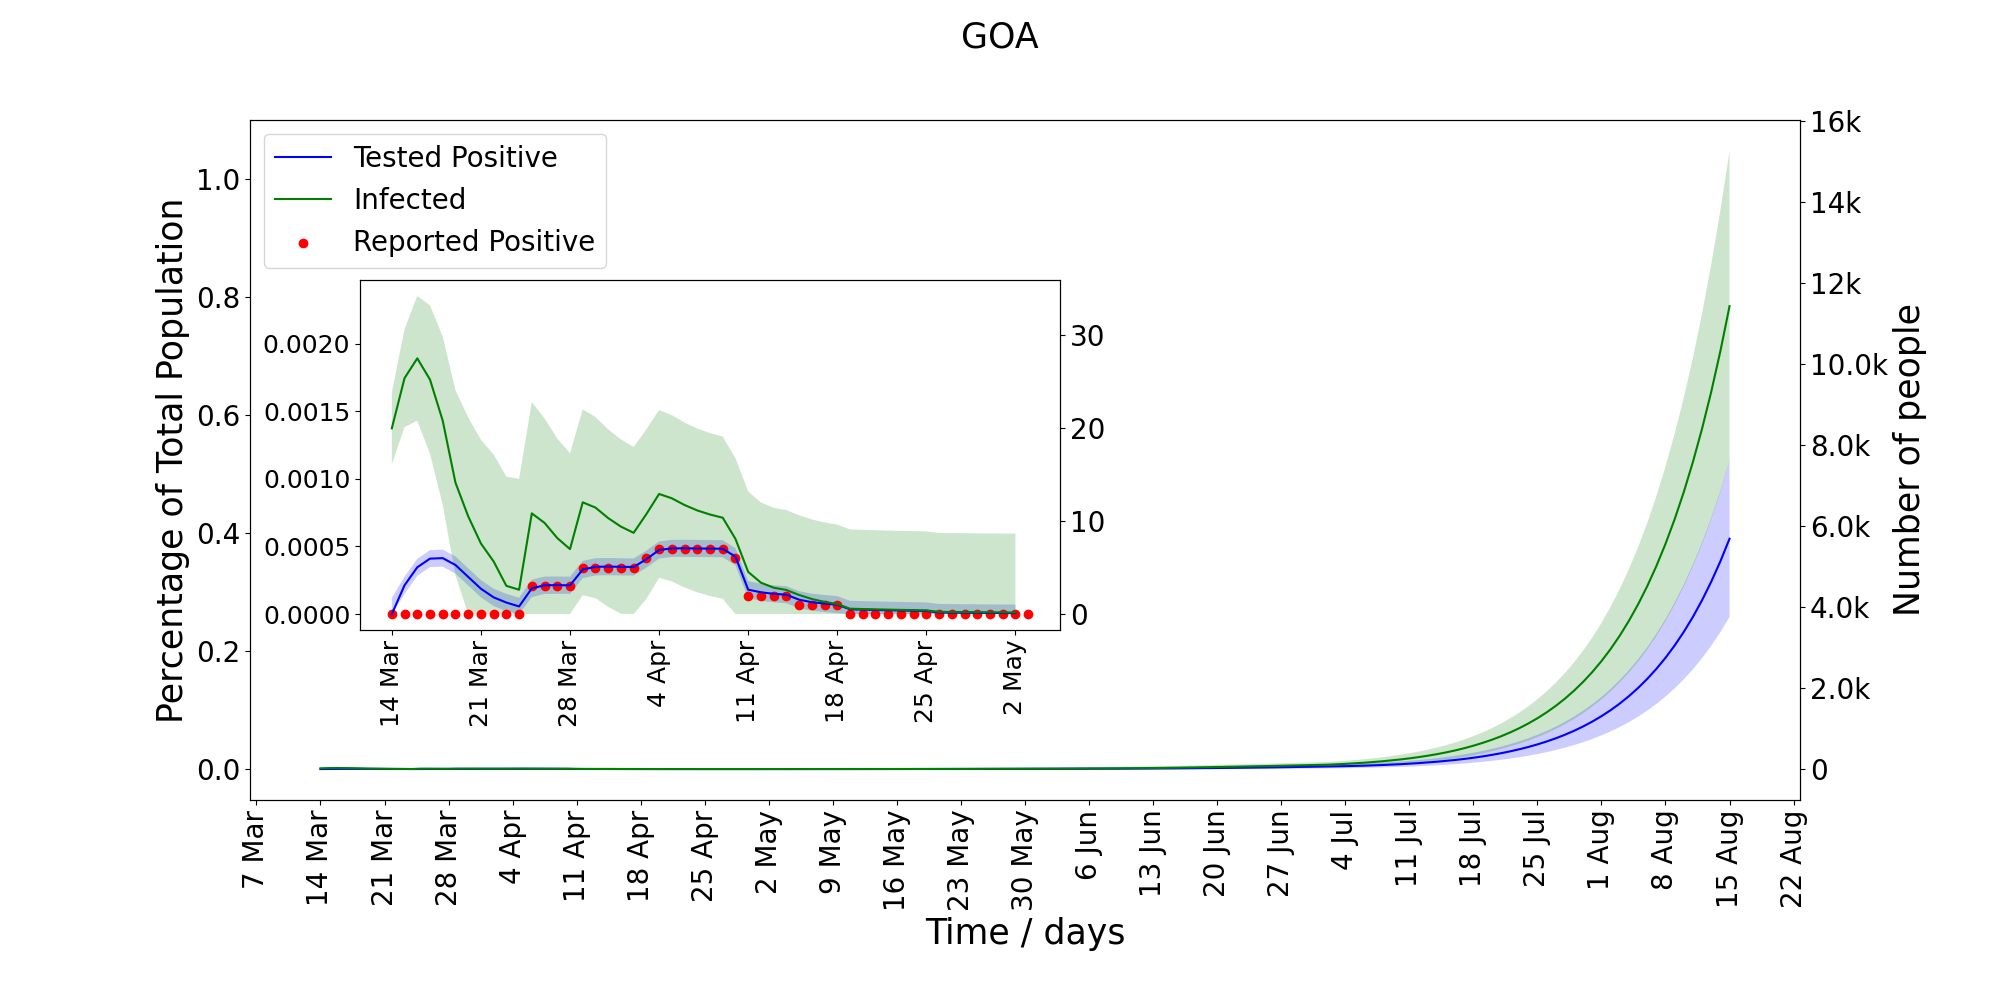 GOA
Tested Positive
Infected
Reported Positive
Percentage of Total Population
1.0
0.8
0.6
0.4
0.2
0.0
16k
14k
12k
10.0k
8.0k
6.0k
4.0k
2.0k
0
Number of people
0.0020
0.0015
0.0010
0.0005
0.0000
30
20
10
0
14 Mar
21 Mar
28 Mar
4 Apr
11 Apr
18 Apr
25 Apr
2 May
7 Mar
14 Mar
21 Mar
28 Mar
4 Apr
11 Apr
18 Apr
25 Apr
2 May
9 May
16 May
23 May
30 May
6 Jun
13 Jun
20 Jun
27 Jun
4 Jul
11 Jul
18 Jul
25 Jul
1 Aug
8 Aug
15 Aug
22 Aug
Time / days